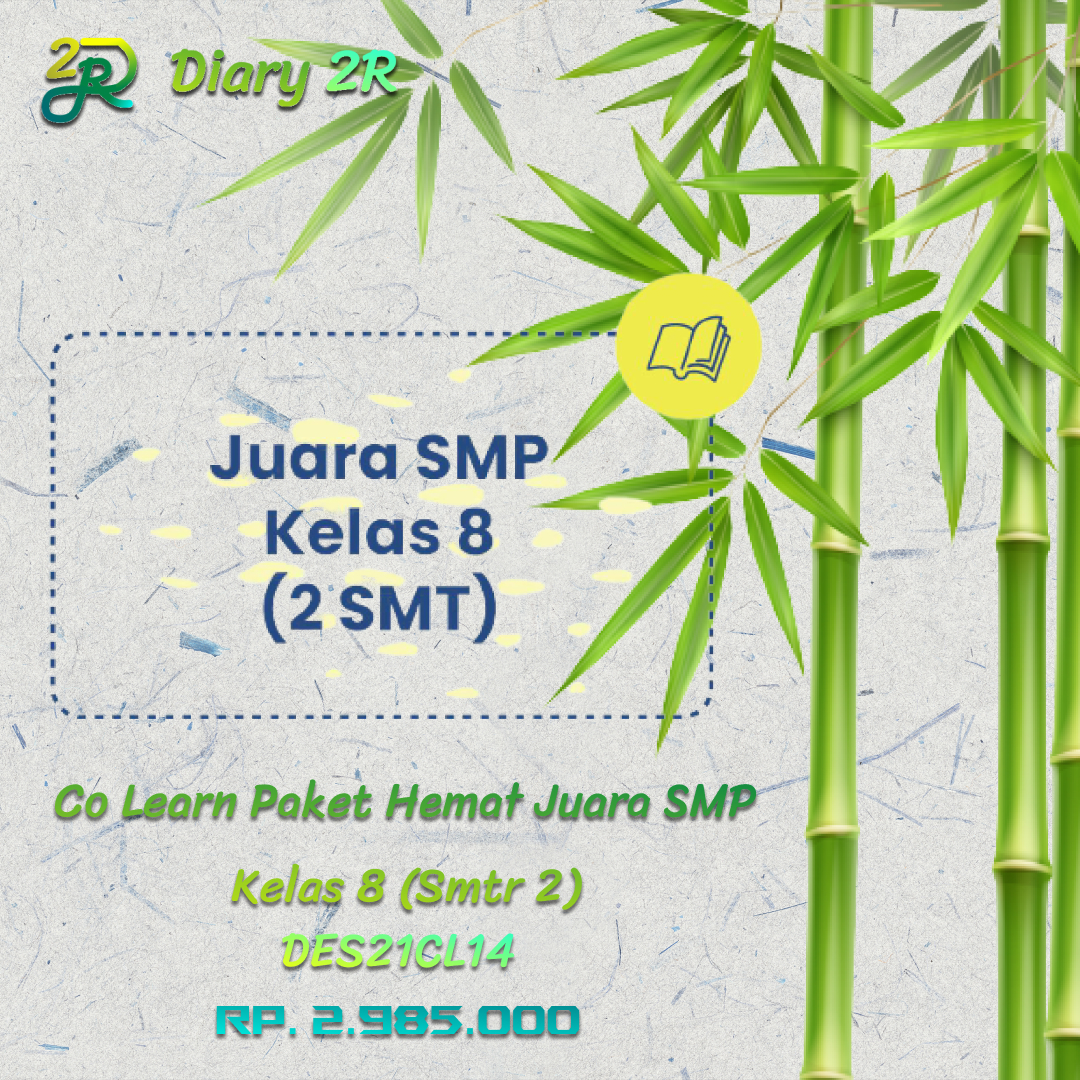 2R Diary 2R
Juara SMP
Kelas 8
(2 SMT)
Co Learn Paket Hemat Juara SMP
Kelas 8 (Smtr 2)
DES21CL14
RP. 2.985.000